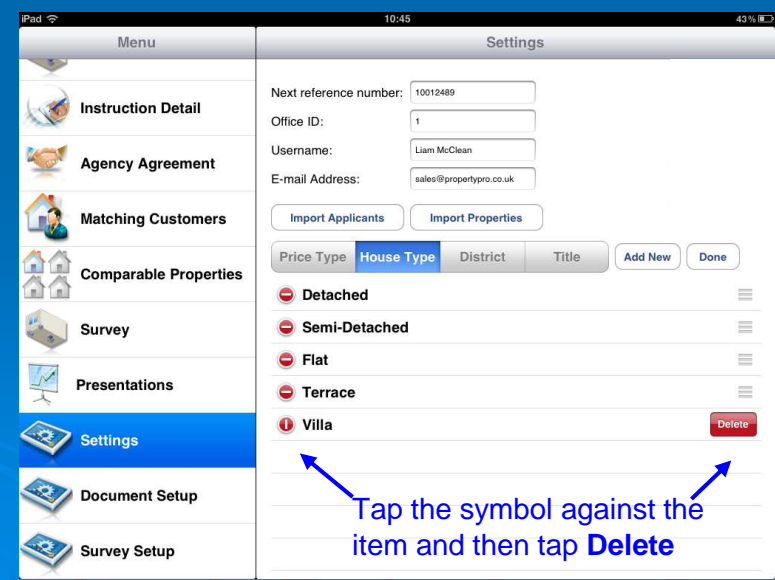 iPad 10:45 43%
Menu
Settings
Instruction Detail
Agency Agreement
Matching Customers
Comparable Properties
Survey
Presentations
Settings
Document Setup
Survey Setup
Next reference number: 10012489
Office ID: 1
Username: Liam McClean
E-mail Address: sales@propertypro.co.uk
Import Applicants Import Properties
Price Type House Type District Title Add New Done
Detached
Semi-Detached
Flat
Terrace
Villa Delete
Tap the symbol against the
item and then tap Delete